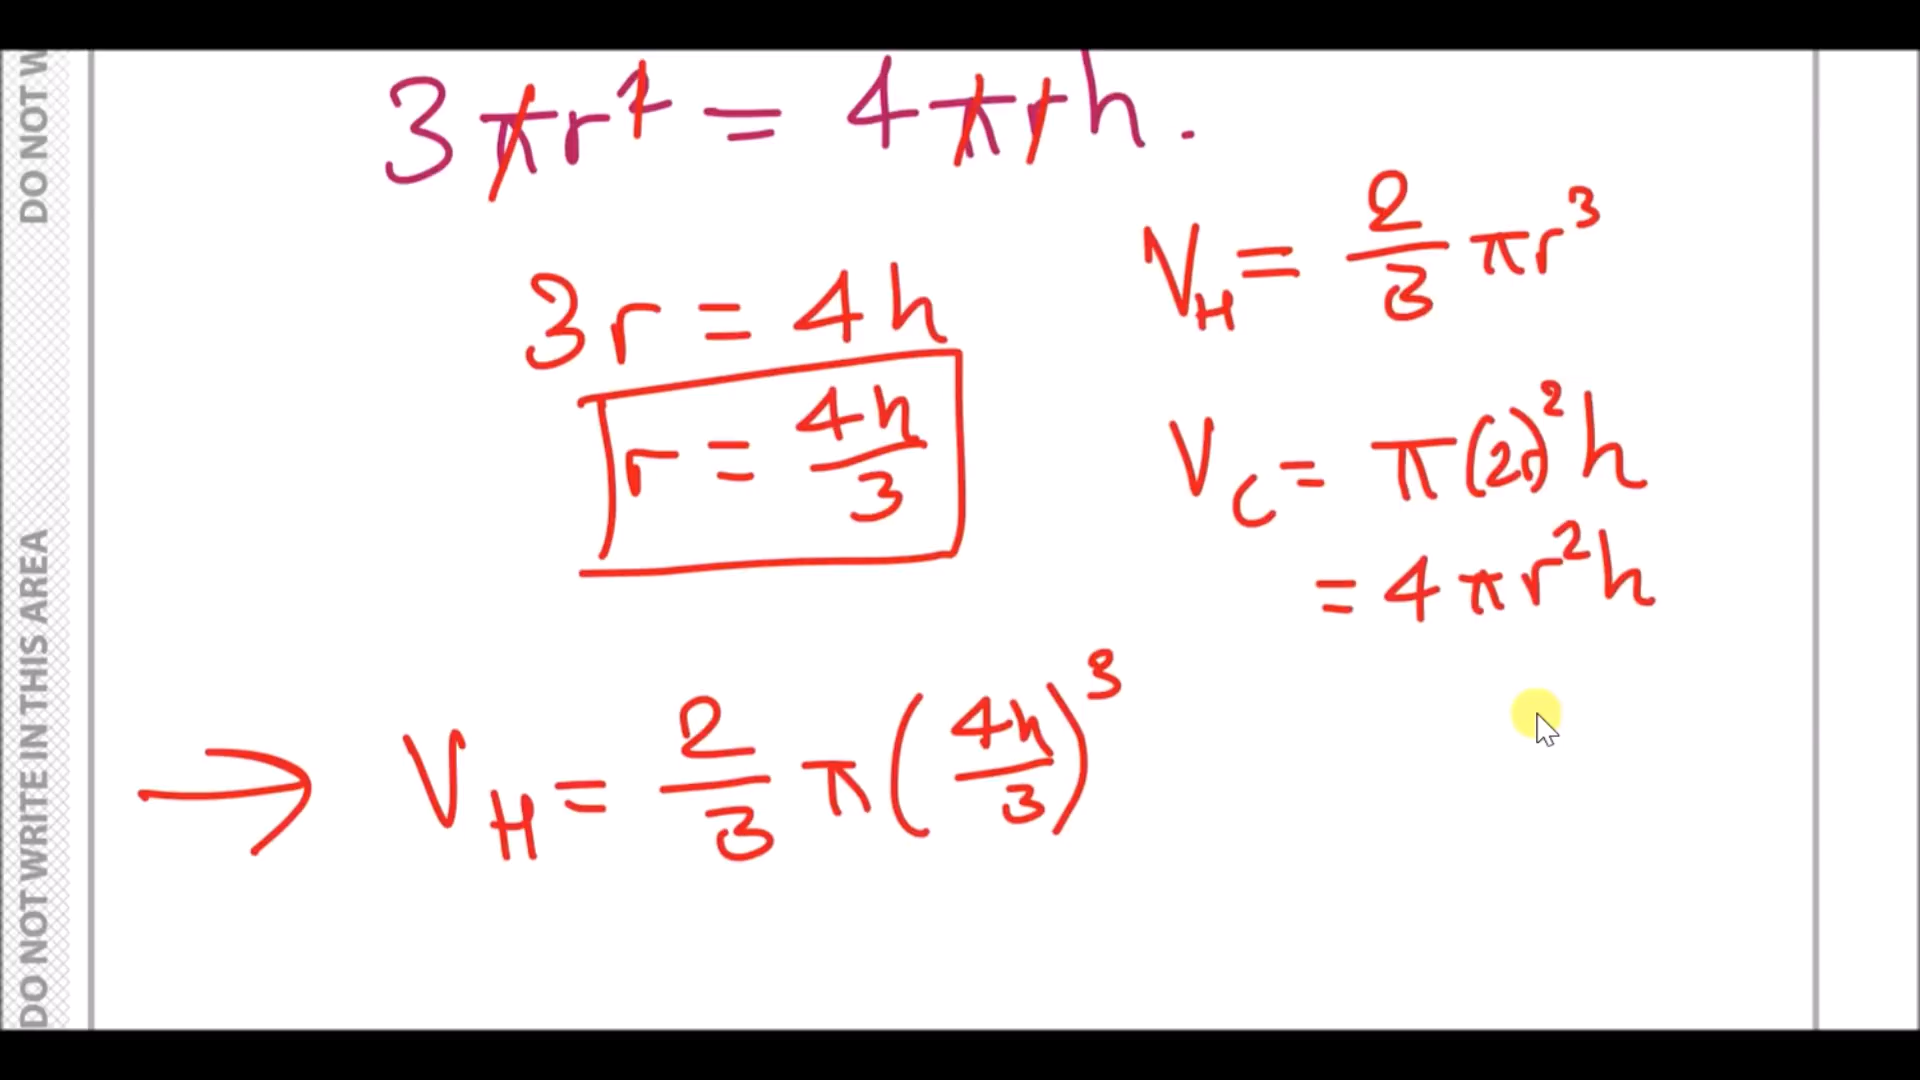 DO NOT W
DO NOT WRITE IN THIS AREA
3πr² = 4πrh.
3r = 4h
r = 4h/3
V_H = 2/3 πr³
V_C = π(2r)²h
= 4πr²h
→ V_H = 2/3 π(4h/3)³